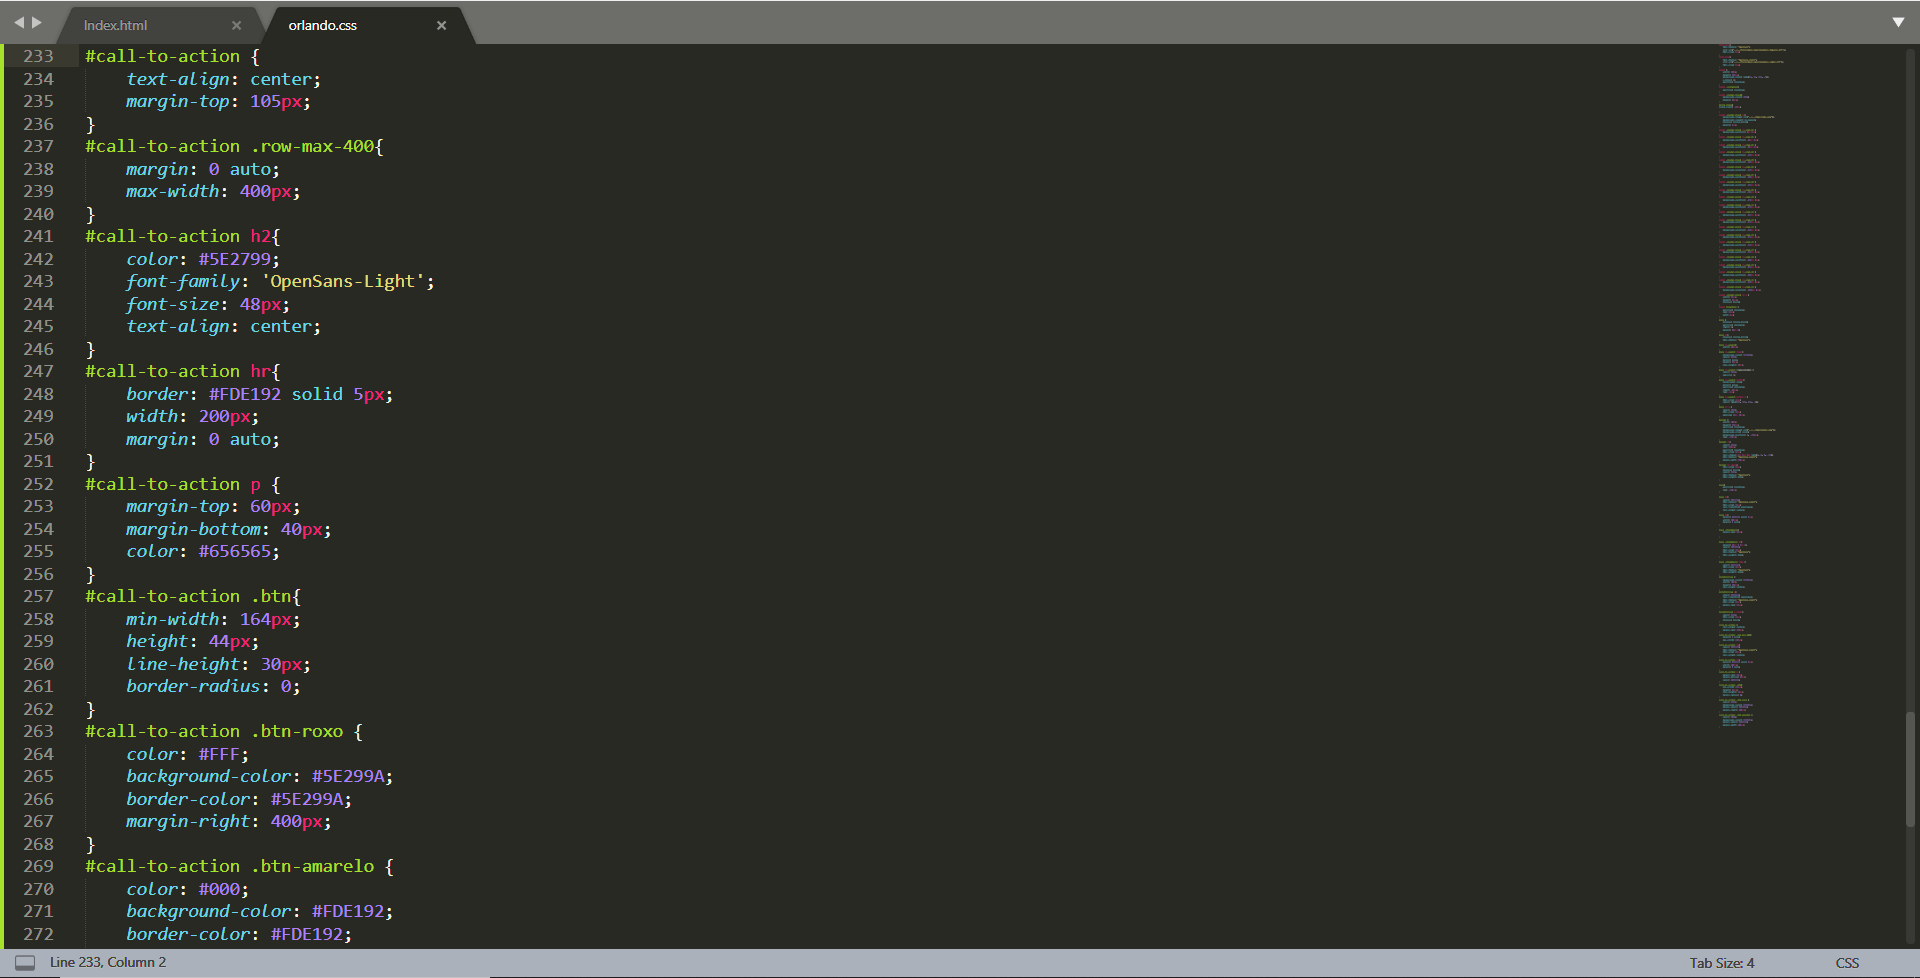 Index.html × orlando.css ×
233 #call-to-action {
234     text-align: center;
235     margin-top: 105px;
236 }
237 #call-to-action .row-max-400{
238     margin: 0 auto;
239     max-width: 400px;
240 }
241 #call-to-action h2{
242     color: #5E2799;
243     font-family: 'OpenSans-Light';
244     font-size: 48px;
245     text-align: center;
246 }
247 #call-to-action hr{
248     border: #FDE192 solid 5px;
249     width: 200px;
250     margin: 0 auto;
251 }
252 #call-to-action p {
253     margin-top: 60px;
254     margin-bottom: 40px;
255     color: #656565;
256 }
257 #call-to-action .btn{
258     min-width: 164px;
259     height: 44px;
260     line-height: 30px;
261     border-radius: 0;
262 }
263 #call-to-action .btn-roxo {
264     color: #FFF;
265     background-color: #5E299A;
266     border-color: #5E299A;
267     margin-right: 400px;
268 }
269 #call-to-action .btn-amarelo {
270     color: #000;
271     background-color: #FDE192;
272     border-color: #FDE192;
Line 233, Column 2 Tab Size: 4 CSS